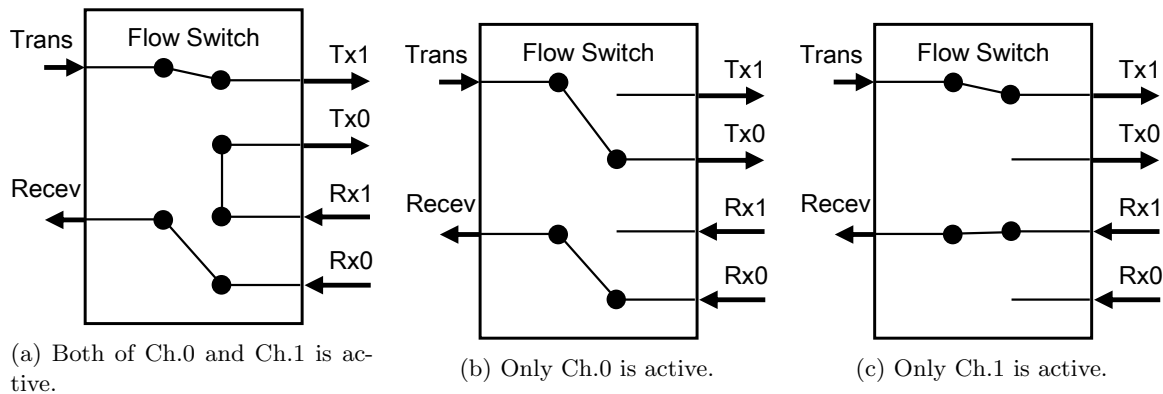 Trans
Flow Switch
Tx1
Tx0
Recev
Rx1
Rx0
(a) Both of Ch.0 and Ch.1 is ac-
tive.
Trans
Flow Switch
Tx1
Tx0
Recev
Rx1
Rx0
(b) Only Ch.0 is active.
Trans
Flow Switch
Tx1
Tx0
Recev
Rx1
Rx0
(c) Only Ch.1 is active.